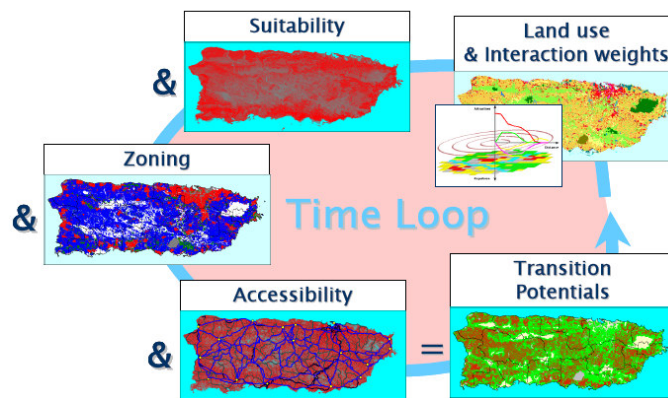 Suitability
Land use
& Interaction weights
&
Zoning
&
Time Loop
Accessibility
&
=
Transition
Potentials